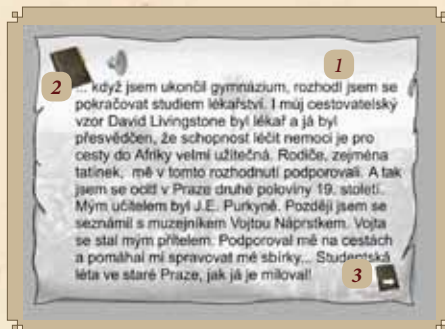 1
2
... když jsem ukončil gymnázium, rozhodl jsem se
pokračovat studiem lékařství. I můj cestovatelský
vzor David Livingstone byl lékař a já byl
přesvědčen, že schopnost léčit nemoci je pro
cesty do Afriky velmi užitečná. Rodiče, zejména
tatínek, mě v tomto rozhodnutí podporovali. A tak
jsem se ocitl v Praze druhé poloviny 19. století.
Mým učitelem byl J.E. Purkyně. Později jsem se
seznámil s muzejníkem Vojtou Náprstkem. Vojta
se stal mým přítelem. Podporoval mě na cestách
a pomáhal mi spravovat mé sbírky... Studentská
léta ve staré Praze, jak já je miloval!
3